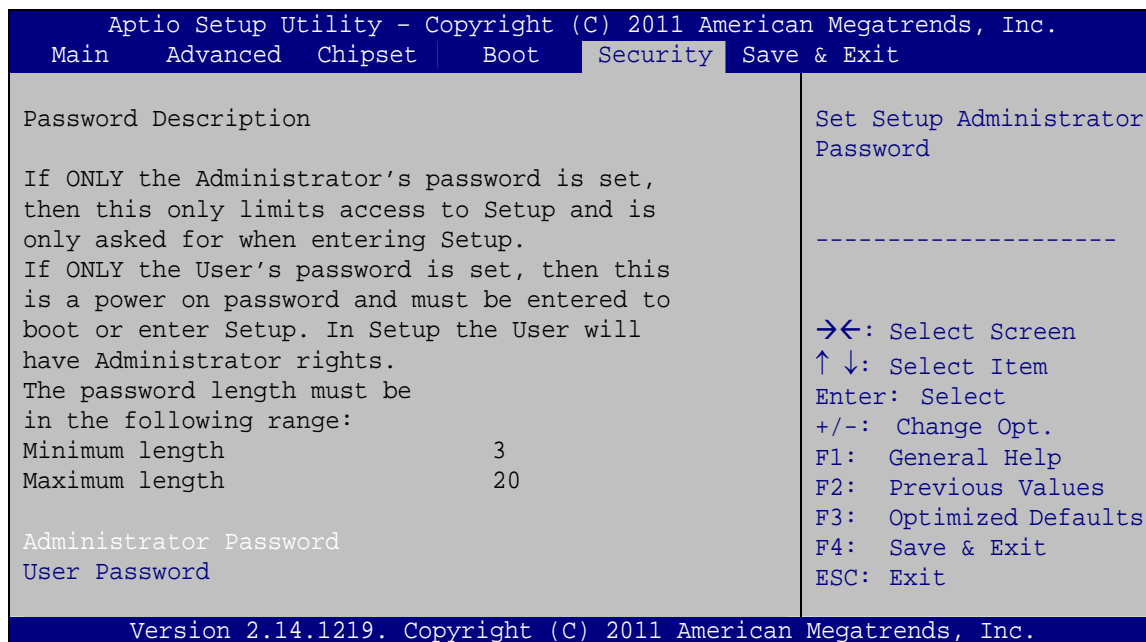 Aptio Setup Utility – Copyright (C) 2011 American Megatrends, Inc.
Main Advanced Chipset Boot Security Save & Exit
Password Description
If ONLY the Administrator’s password is set,
then this only limits access to Setup and is
only asked for when entering Setup.
If ONLY the User’s password is set, then this
is a power on password and must be entered to
boot or enter Setup. In Setup the User will
have Administrator rights.
The password length must be
in the following range:
Minimum length 3
Maximum length 20
Administrator Password
User Password
Set Setup Administrator
Password
---------------------
→←: Select Screen
↑ ↓: Select Item
Enter: Select
+/-: Change Opt.
F1: General Help
F2: Previous Values
F3: Optimized Defaults
F4: Save & Exit
ESC: Exit
Version 2.14.1219. Copyright (C) 2011 American Megatrends, Inc.